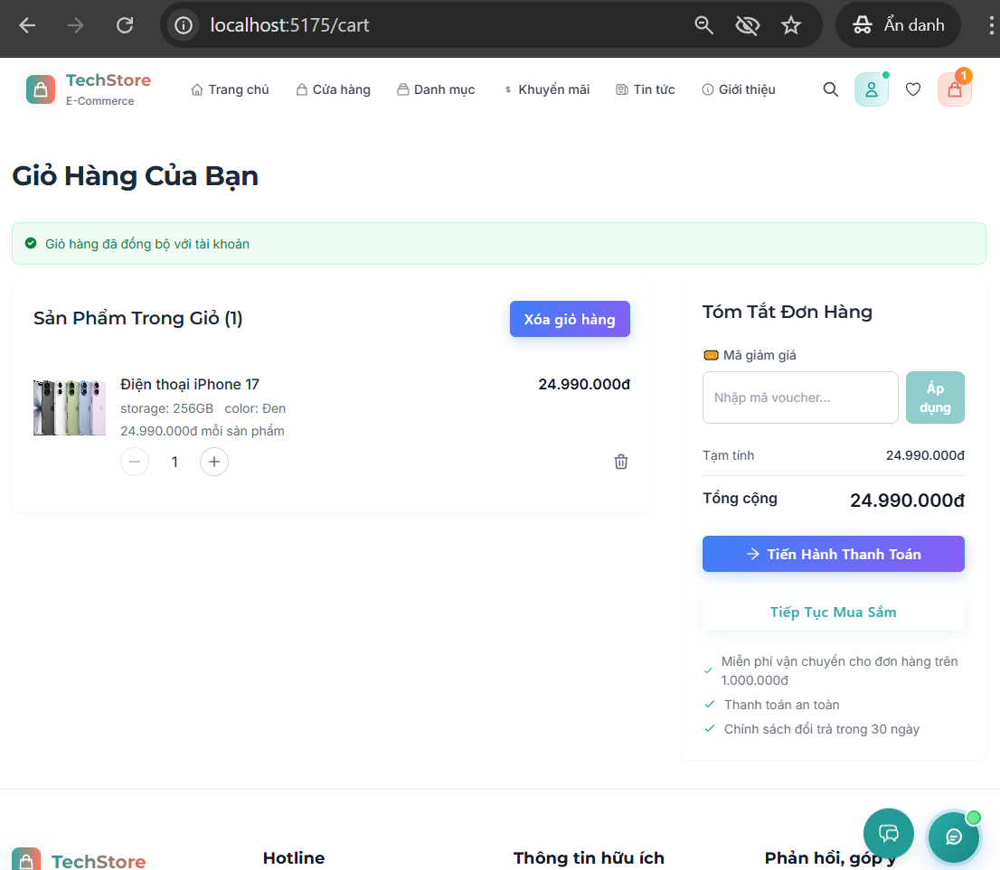 localhost:5175/cart
Ẩn danh
TechStore
E-Commerce
Trang chủ
Cửa hàng
Danh mục
$ Khuyến mãi
Tin tức
Giới thiệu
1
Giỏ Hàng Của Bạn
Giỏ hàng đã đồng bộ với tài khoản
Sản Phẩm Trong Giỏ (1)
Xóa giỏ hàng
Điện thoại iPhone 17
24.990.000đ
storage: 256GB color: Đen
24.990.000đ mỗi sản phẩm
1
Tóm Tắt Đơn Hàng
Mã giảm giá
Nhập mã voucher...
Áp
dụng
Tạm tính
24.990.000đ
Tổng cộng
24.990.000đ
Tiến Hành Thanh Toán
Tiếp Tục Mua Sắm
Miễn phí vận chuyển cho đơn hàng trên
1.000.000đ
Thanh toán an toàn
Chính sách đổi trả trong 30 ngày
TechStore
Hotline
Thông tin hữu ích
Phản hồi, góp ý